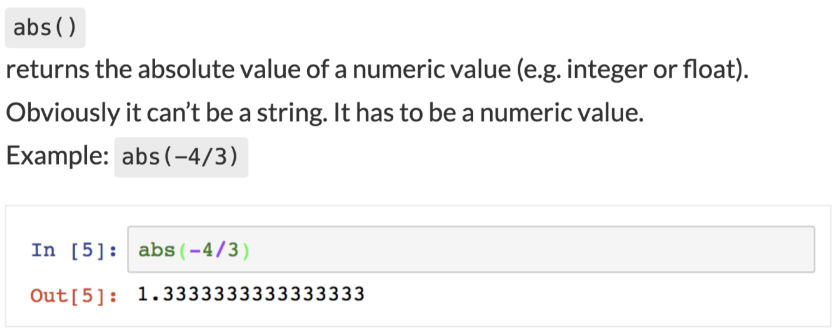 abs()
returns the absolute value of a numeric value (e.g. integer or float).
Obviously it can’t be a string. It has to be a numeric value.
Example: abs(-4/3)
In [5]: abs(-4/3)
Out[5]: 1.3333333333333333